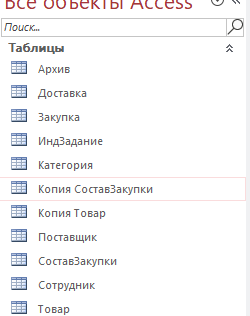 Все объекты Access
Поиск...
Таблицы
Архив
Доставка
Закупка
ИндЗадание
Категория
Копия СоставЗакупки
Копия Товар
Поставщик
СоставЗакупки
Сотрудник
Товар